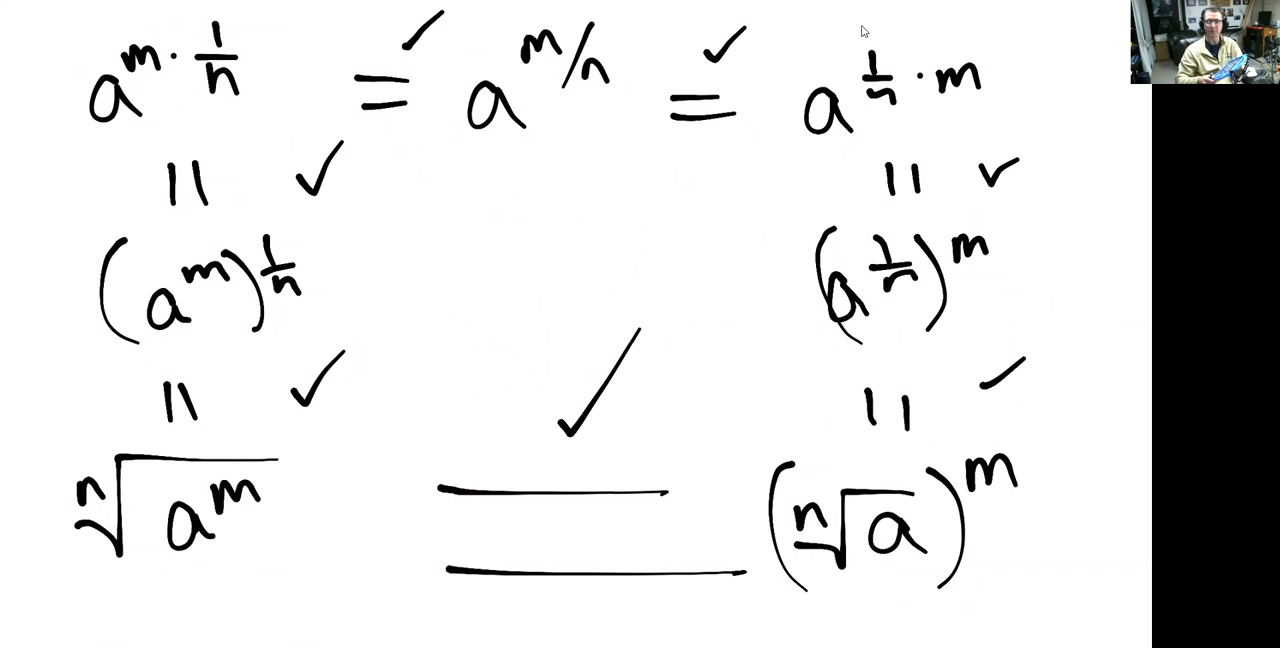 a^{m · 1/n} = ✓ a^{m/n} = ✓ a^{1/n · m}
|| ✓ || ✓
(a^m)^{1/n} (a^{1/n})^m
|| ✓ ✓ || ✓
ⁿ√(a^m) = (ⁿ√a)^m